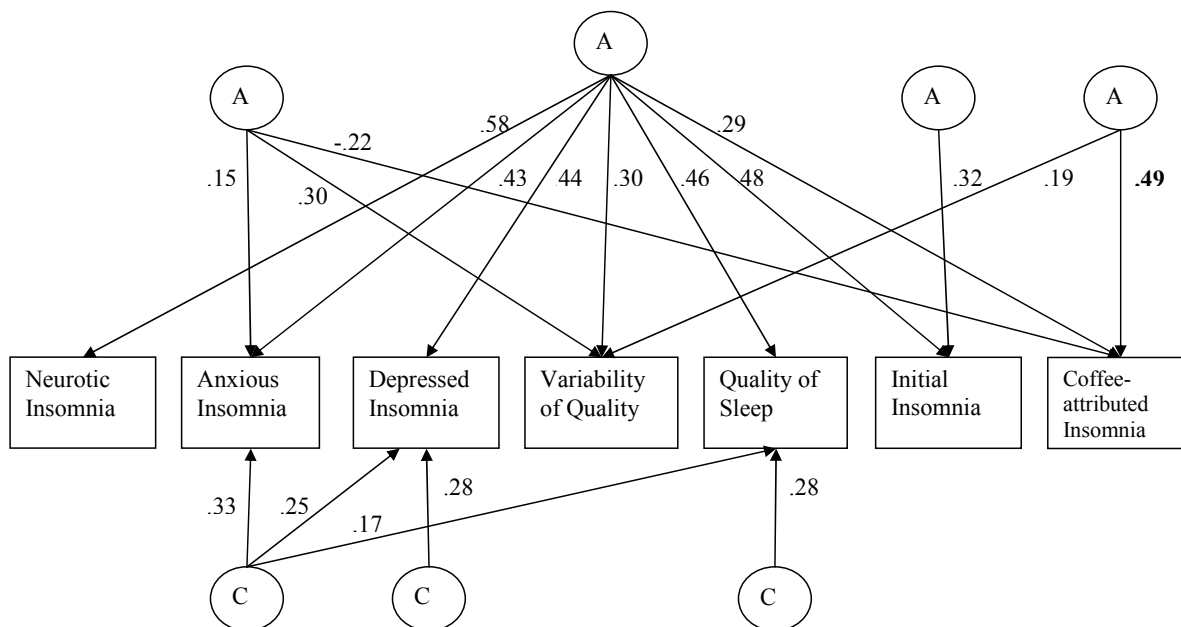 A
A
A
A
.58
-.22
.29
.15
.30
.43
.44
.30
.46
.48
.32
.19
.49
Neurotic
Insomnia
Anxious
Insomnia
Depressed
Insomnia
Variability
of Quality
Quality of
Sleep
Initial
Insomnia
Coffee-
attributed
Insomnia
.33
.25
.17
.28
.28
C
C
C